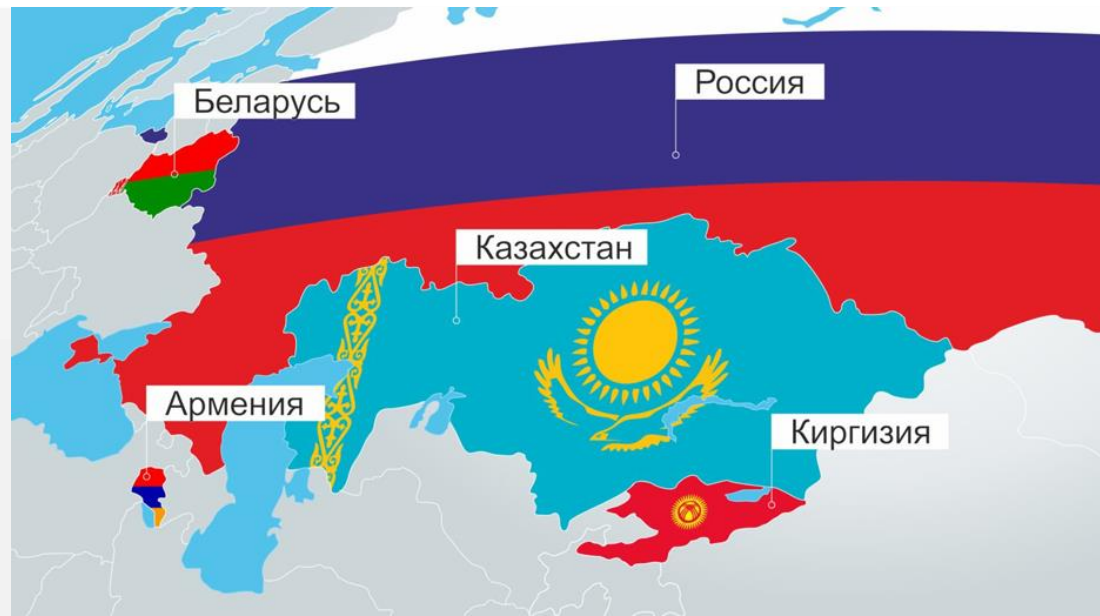 Беларусь
Россия
Казахстан
Армения
Киргизия